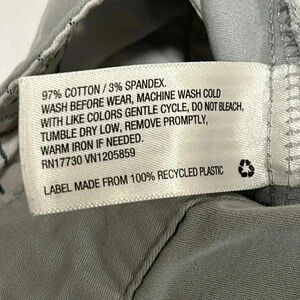 97% COTTON / 3% SPANDEX.
WASH BEFORE WEAR, MACHINE WASH COLD
WITH LIKE COLORS GENTLE CYCLE, DO NOT BLEACH,
TUMBLE DRY LOW, REMOVE PROMPTLY,
WARM IRON IF NEEDED.
RN17730 VN1205859
LABEL MADE FROM 100% RECYCLED PLASTIC